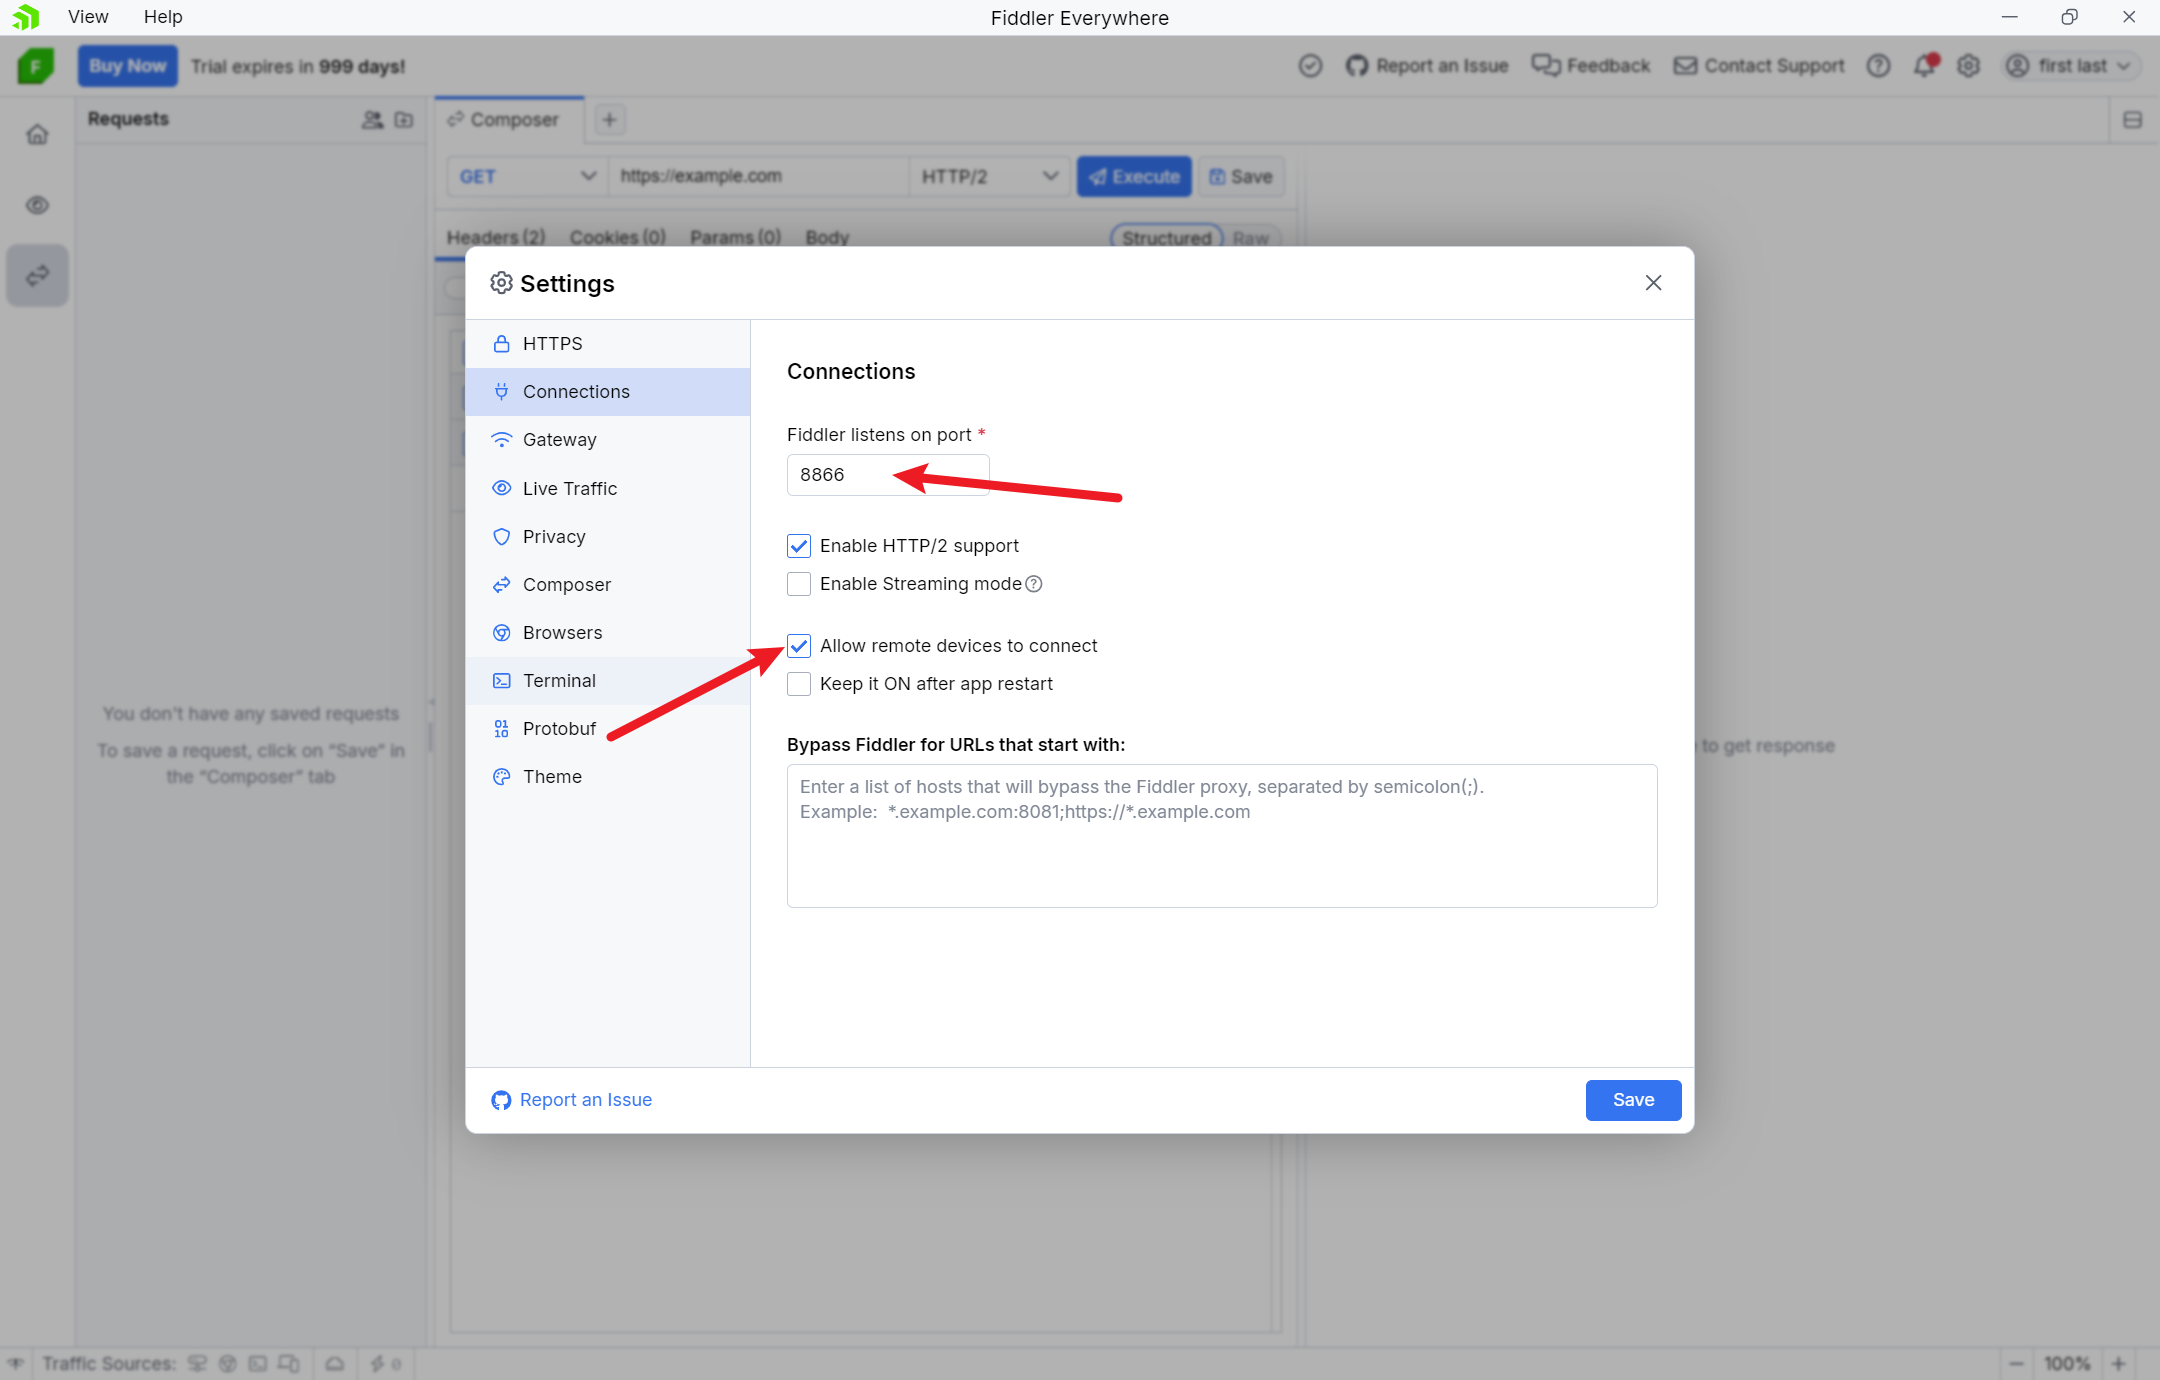 View Help Fiddler Everywhere
F Buy Now Trial expires in 999 days! Report an Issue Feedback Contact Support first last
Requests Composer
GET https://example.com HTTP/2 Execute Save
Headers (2) Cookies (0) Params (0) Body Structured Raw
Settings
HTTPS
Connections
Gateway
Live Traffic
Privacy
Composer
Browsers
Terminal
Protobuf
Theme
Connections
Fiddler listens on port *
8866
Enable HTTP/2 support
Enable Streaming mode
Allow remote devices to connect
Keep it ON after app restart
Bypass Fiddler for URLs that start with:
Enter a list of hosts that will bypass the Fiddler proxy, separated by semicolon(;).
Example: *.example.com:8081;https://*.example.com
Report an Issue Save
You don't have any saved requests
To save a request, click on “Save” in
the “Composer” tab
to get response
Traffic Sources: 0 100%